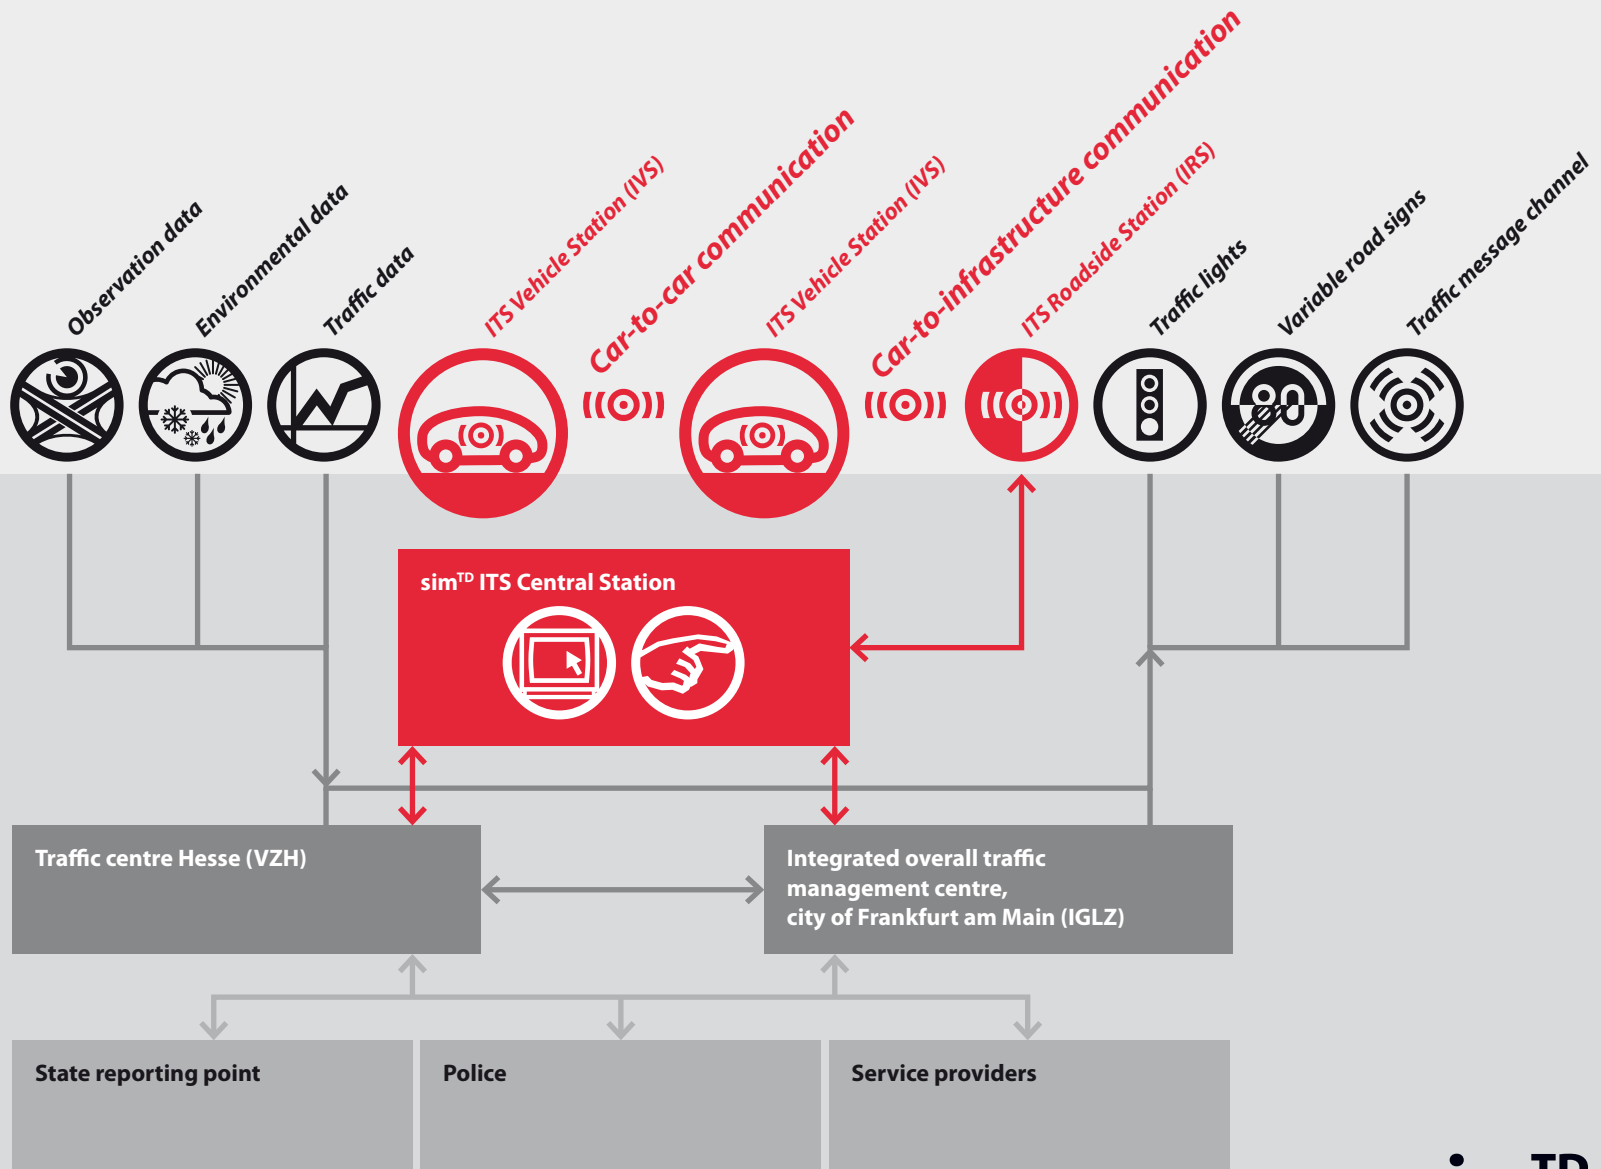 Observation data
Environmental data
Traffic data
ITS Vehicle Station (IVS)
Car-to-car communication
ITS Vehicle Station (IVS)
Car-to-infrastructure communication
ITS Roadside Station (IRS)
Traffic lights
Variable road signs
Traffic message channel
80
simTD ITS Central Station
Traffic centre Hesse (VZH)
Integrated overall traffic
management centre,
city of Frankfurt am Main (IGLZ)
State reporting point
Police
Service providers
TD